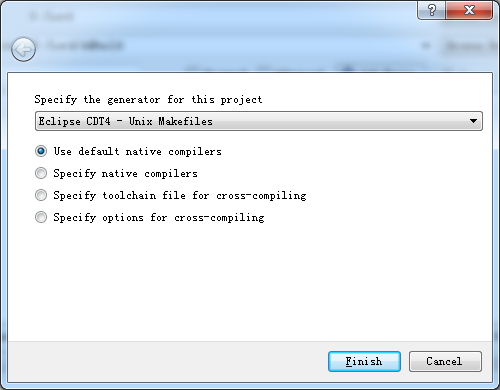 Specify the generator for this project
Eclipse CDT4 - Unix Makefiles
Use default native compilers
Specify native compilers
Specify toolchain file for cross-compiling
Specify options for cross-compiling
Finish
Cancel